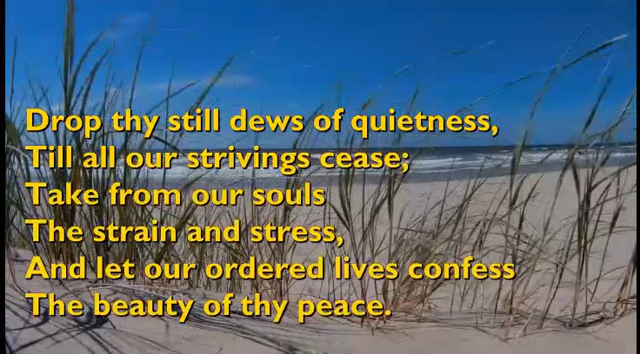 Drop thy still dews of quietness,
Till all our strivings cease;
Take from our souls
The strain and stress,
And let our ordered lives confess
The beauty of thy peace.